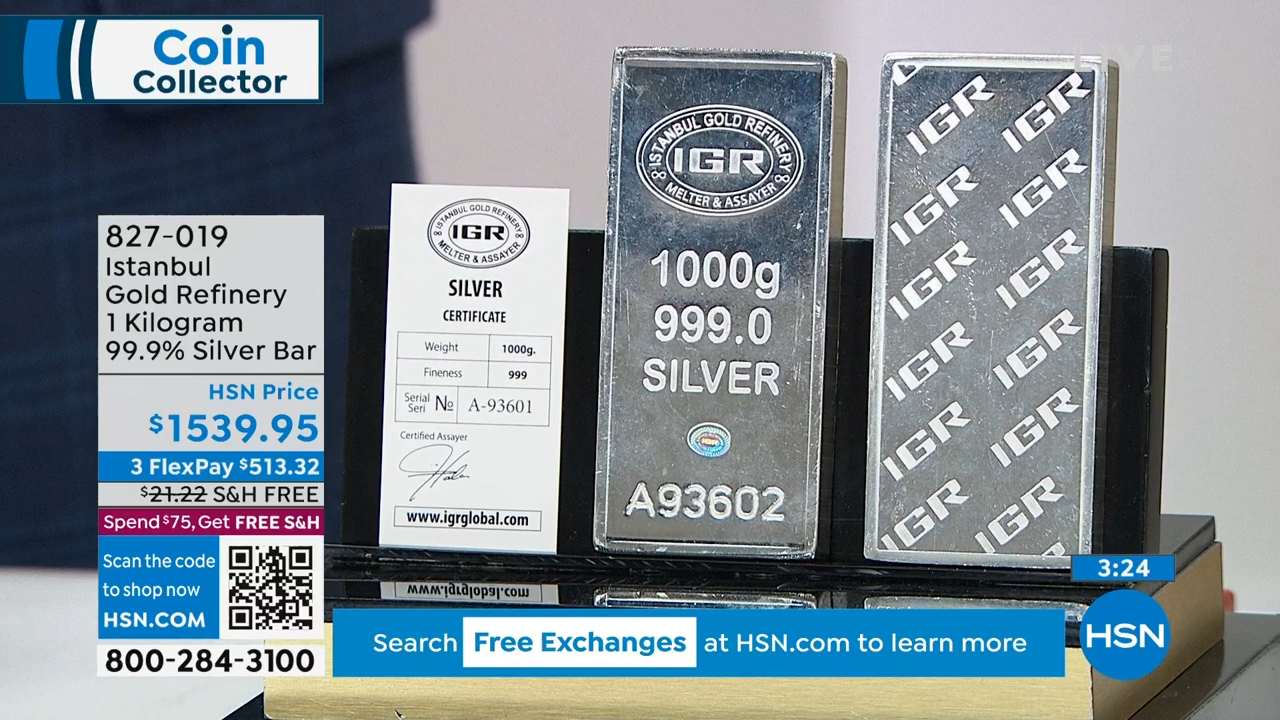 Coin
Collector
LIVE
827-019
Istanbul
Gold Refinery
1 Kilogram
99.9% Silver Bar
HSN Price
$1539.95
3 FlexPay $513.32
$21.22 S&H FREE
Spend $75, Get FREE S&H
Scan the code
to shop now
HSN.COM
800-284-3100
ISTANBUL GOLD REFINERY
IGR
MELTER & ASSAYER
SILVER
CERTIFICATE
Weight 1000g.
Fineness 999
Serial
Seri № A-93601
Certified Assayer
www.igrglobal.com
www.igrglobal.com
ISTANBUL GOLD REFINERY
IGR
MELTER & ASSAYER
1000g
999.0
SILVER
A93602
IGR IGR
IGR IGR
IGR IGR
IGR IGR
IGR IGR
IGR IGR
3:24
Search Free Exchanges at HSN.com to learn more
HSN